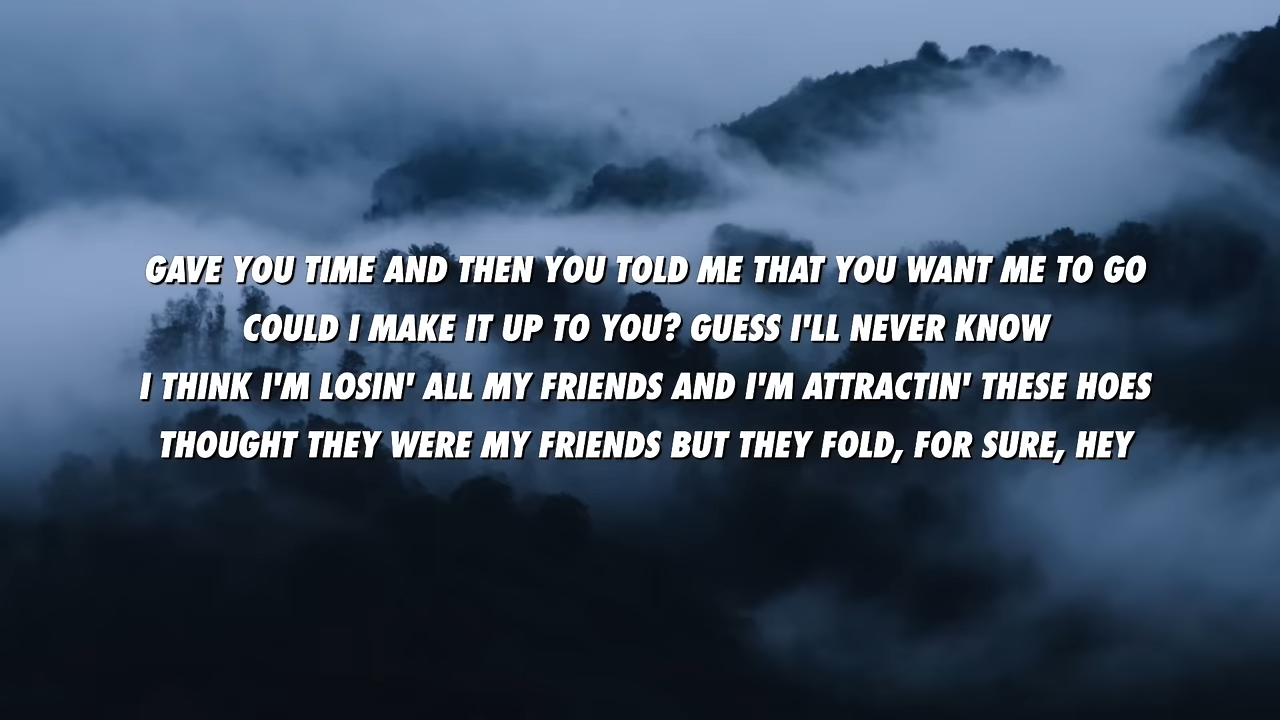 GAVE YOU TIME AND THEN YOU TOLD ME THAT YOU WANT ME TO GO
COULD I MAKE IT UP TO YOU? GUESS I'LL NEVER KNOW
I THINK I'M LOSIN' ALL MY FRIENDS AND I'M ATTRACTIN' THESE HOES
THOUGHT THEY WERE MY FRIENDS BUT THEY FOLD, FOR SURE, HEY